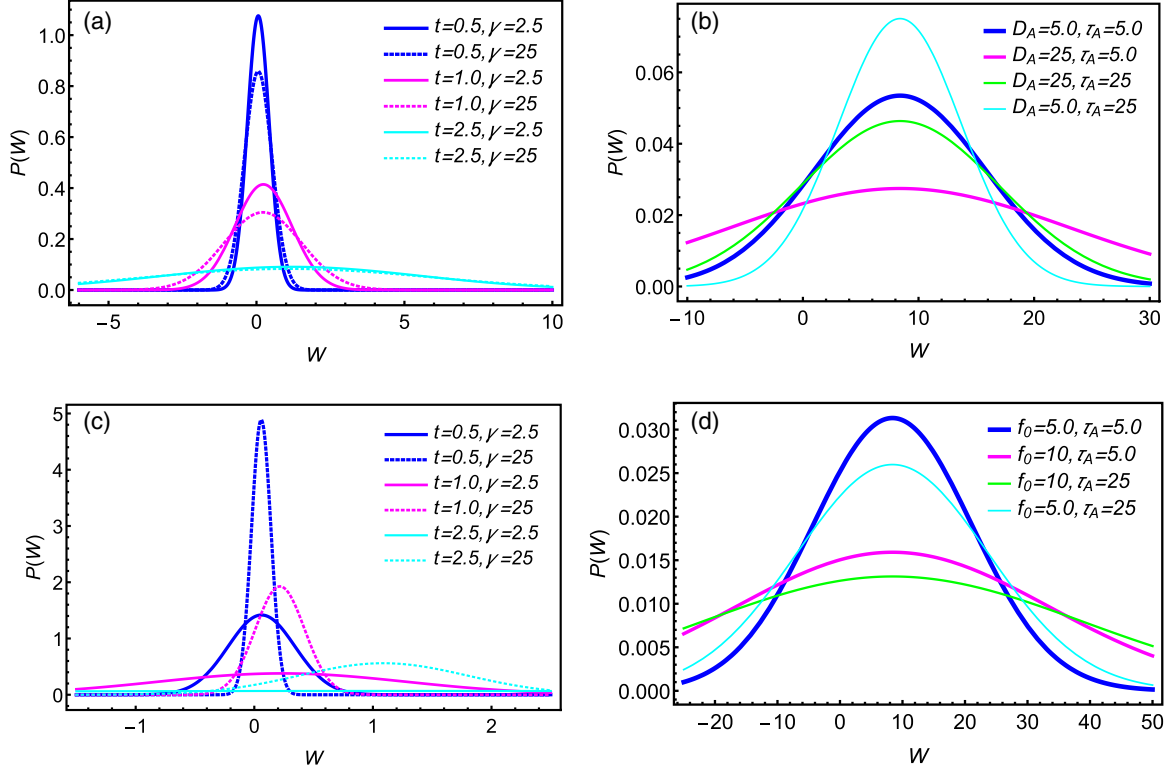 (a)
t=0.5, γ=2.5
t=0.5, γ=25
t=1.0, γ=2.5
t=1.0, γ=25
t=2.5, γ=2.5
t=2.5, γ=25
1.0
0.8
0.6
0.4
0.2
0.0
P(W)
−5 0 5 10
W
(b)
D_A=5.0, τ_A=5.0
D_A=25, τ_A=5.0
D_A=25, τ_A=25
D_A=5.0, τ_A=25
0.06
0.04
0.02
0.00
P(W)
−10 0 10 20 30
W
(c)
t=0.5, γ=2.5
t=0.5, γ=25
t=1.0, γ=2.5
t=1.0, γ=25
t=2.5, γ=2.5
t=2.5, γ=25
5
4
3
2
1
0
P(W)
−1 0 1 2
W
(d)
f_0=5.0, τ_A=5.0
f_0=10, τ_A=5.0
f_0=10, τ_A=25
f_0=5.0, τ_A=25
0.030
0.025
0.020
0.015
0.010
0.005
0.000
P(W)
−20 −10 0 10 20 30 40 50
W